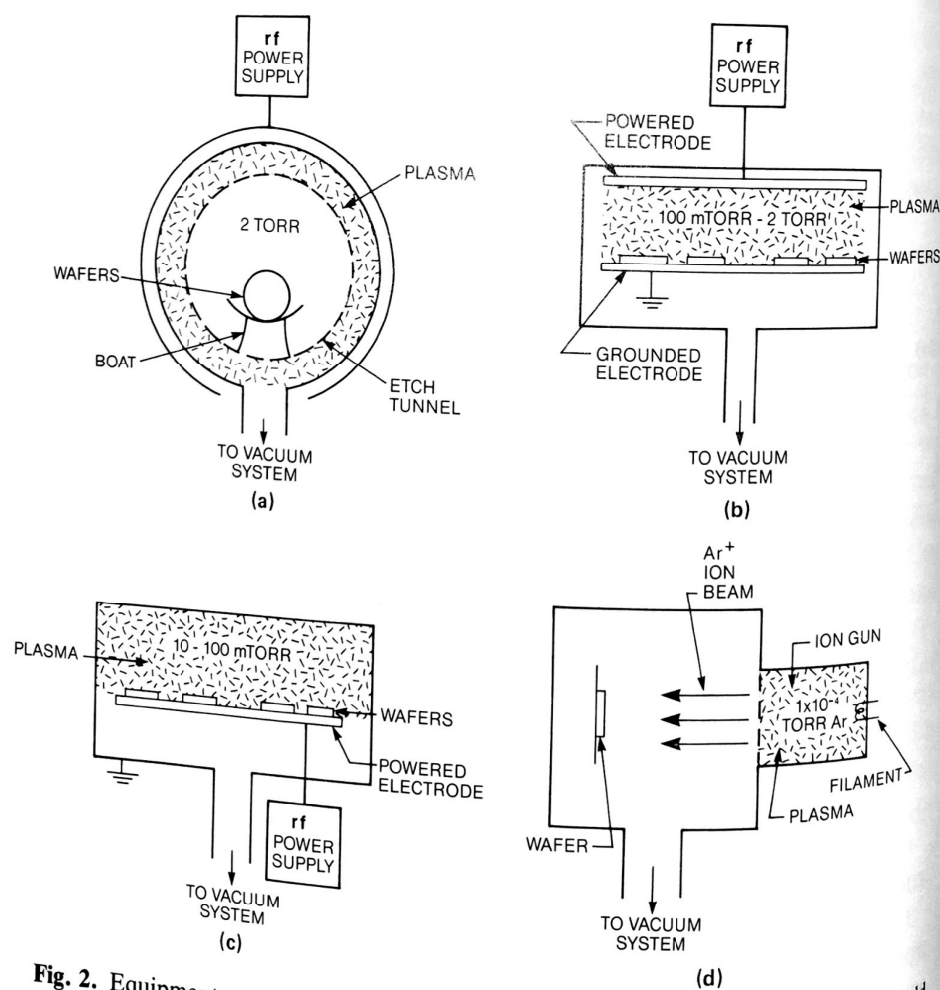 rf
POWER
SUPPLY
PLASMA
2 TORR
WAFERS
BOAT
ETCH
TUNNEL
TO VACUUM
SYSTEM
(a)
rf
POWER
SUPPLY
POWERED
ELECTRODE
PLASMA
100 mTORR - 2 TORR
WAFERS
GROUNDED
ELECTRODE
TO VACUUM
SYSTEM
(b)
PLASMA
10 - 100 mTORR
WAFERS
POWERED
ELECTRODE
rf
POWER
SUPPLY
TO VACUUM
SYSTEM
(c)
Ar+
ION
BEAM
ION GUN
1x10-4
TORR Ar
FILAMENT
PLASMA
WAFER
TO VACUUM
SYSTEM
(d)
Fig. 2.